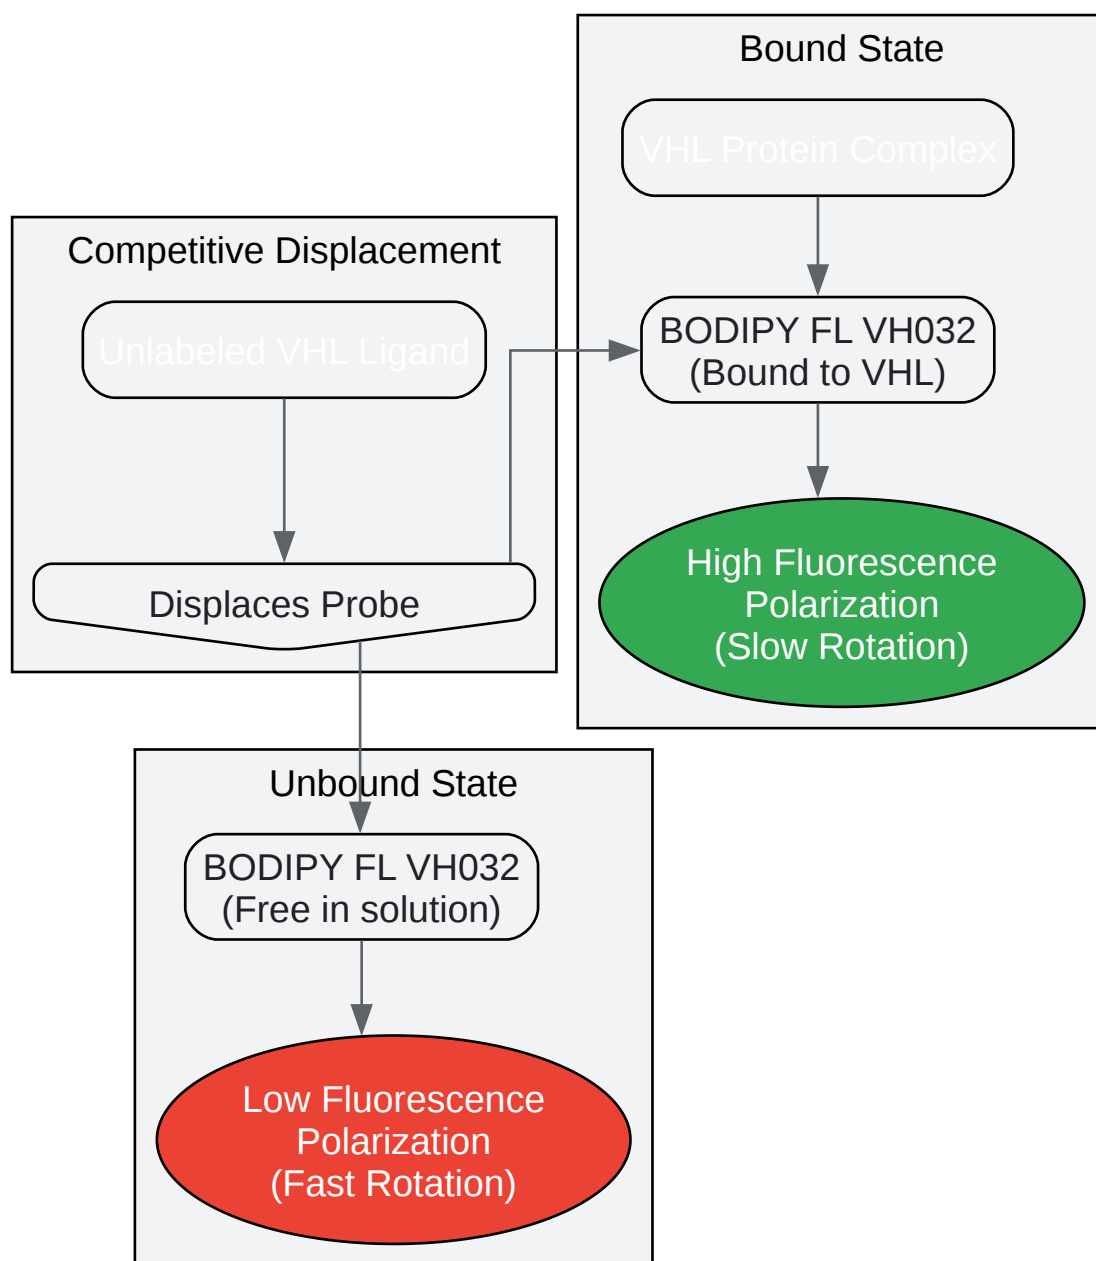 Bound State
VHL Protein Complex
Competitive Displacement
Unlabeled VHL Ligand
BODIPY FL VH032
(Bound to VHL)
High Fluorescence
Polarization
(Slow Rotation)
Displaces Probe
Unbound State
BODIPY FL VH032
(Free in solution)
Low Fluorescence
Polarization
(Fast Rotation)